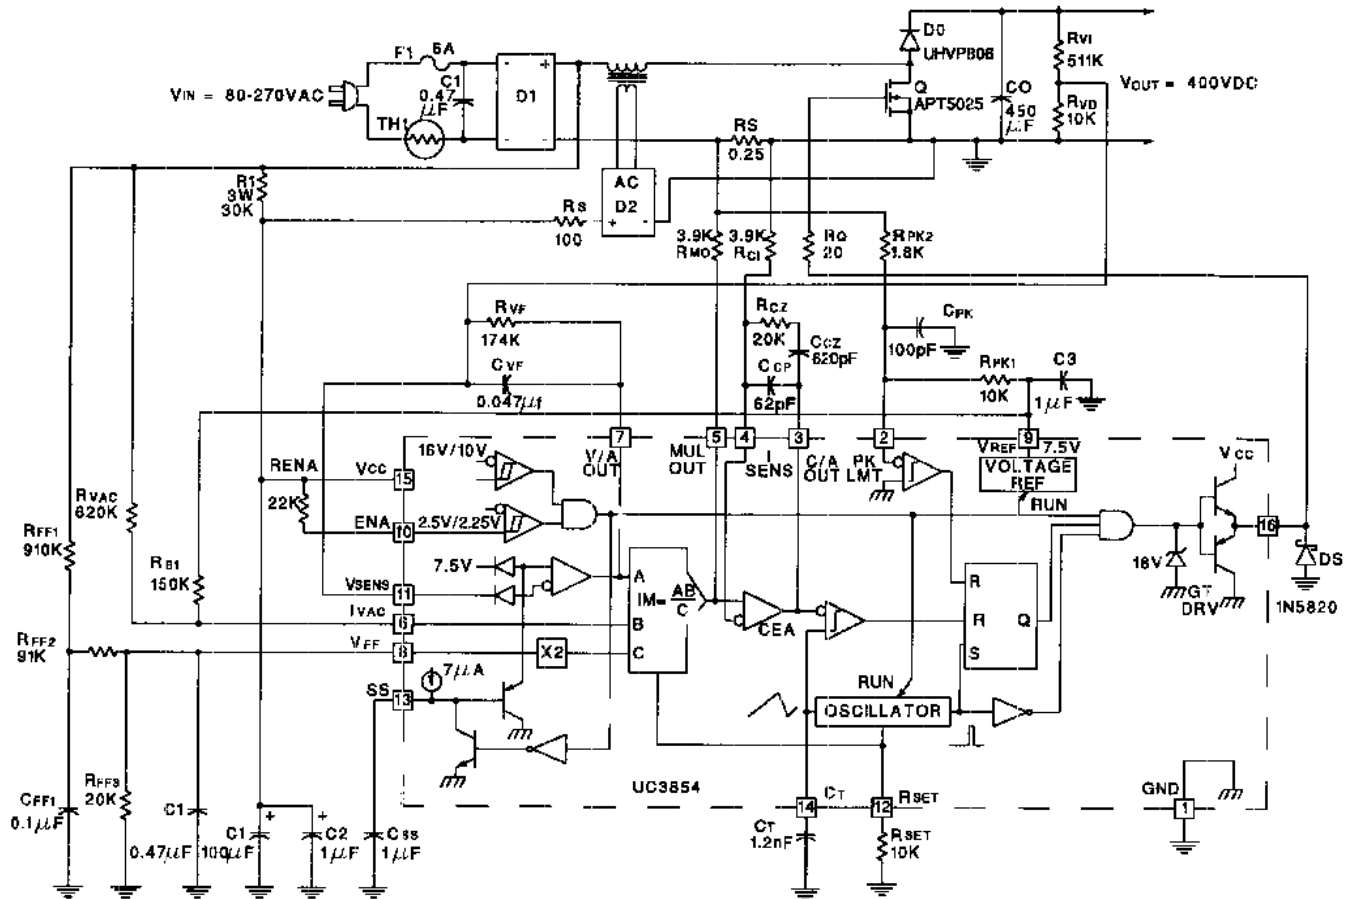 F1 6A
VIN = 80-270VAC
C1
0.47
µF
TH1
- +
D1
- -
D0
UHVP806
Q
APT5025
CO
450
µF
RVI
511K
RVD
10K
VOUT = 400VDC
RS
0.25
R1
3W
30K
AC
D2
+ -
RS
100
3.9K
RMO
3.9K
RCI
RQ
20
RPK2
1.8K
RVF
174K
CVF
0.047µf
RCZ
20K
CCZ
620pF
CCP
62pF
CPK
100pF
RPK1
10K
C3
1µF
7
V/A
OUT
5
MUL
OUT
4
I
SENS
3
C/A
OUT
2
PK
LMT
9
VREF 7.5V
VOLTAGE
REF
RUN
VCC
16V/10V
RENA
22K
VCC
15
ENA
10
2.5V/2.25V
RVAC
620K
RFF1
910K
RB1
150K
7.5V
VSENS
11
IVAC
6
VFF
8
X2
A
IM= AB
C
B
C
CEA
R
R Q
S
16
18V
GT
DRV
DS
1N5820
RFF2
91K
SS
13
7µA
RUN
OSCILLATOR
UC3854
CFF1
0.1µF
RFF3
20K
C1
0.47µF
C1 +
100µF
+
C2
1µF
CSS
1µF
14 CT
CT
1.2nF
12 RSET
RSET
10K
GND
1